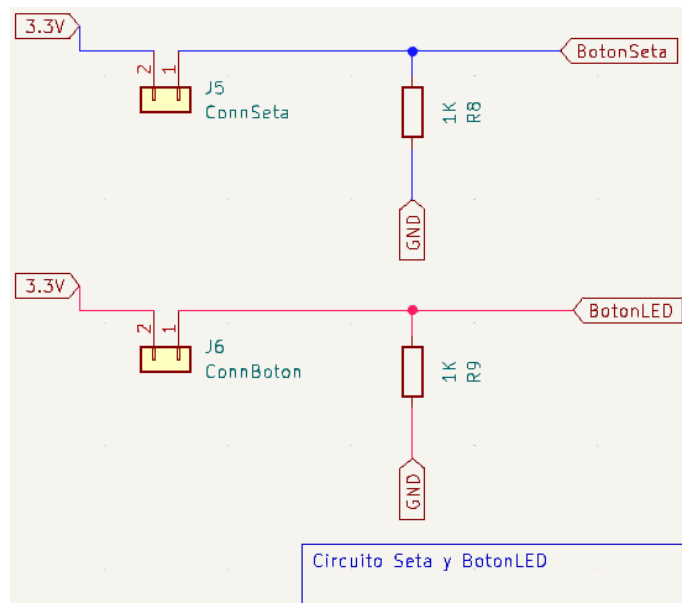 3.3V
BotonSeta
2
1
J5
ConnSeta
1K
R8
GND
3.3V
BotonLED
2
1
J6
ConnBoton
1K
R9
GND
Circuito Seta y BotonLED